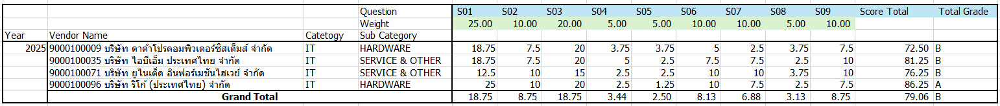 Question S01 S02 S03 S04 S05 S06 S07 S08 S09 Score Total Total Grade
Weight 25.00 10.00 20.00 5.00 5.00 10.00 10.00 5.00 10.00
Year Vendor Name Catetogy Sub Category
2025 9000100009 บริษัท ดาต้าโปรคอมพิวเตอร์ซิสเต็มส์ จำกัด IT HARDWARE 18.75 7.5 20 3.75 3.75 5 2.5 3.75 7.5 72.50 B
9000100035 บริษัท ไอบีเอ็ม ประเทศไทย จำกัด IT SERVICE & OTHER 18.75 7.5 20 5 2.5 7.5 7.5 2.5 10 81.25 B
9000100071 บริษัท ยูไนเต็ด อินฟอร์เมชั่นไฮเวย์ จำกัด IT SERVICE & OTHER 12.5 10 15 2.5 2.5 10 10 3.75 10 76.25 B
9000100096 บริษัท ริโก้ (ประเทศไทย) จำกัด IT HARDWARE 25 10 20 2.5 1.25 10 7.5 2.5 7.5 86.25 A
Grand Total 18.75 8.75 18.75 3.44 2.50 8.13 6.88 3.13 8.75 79.06 B